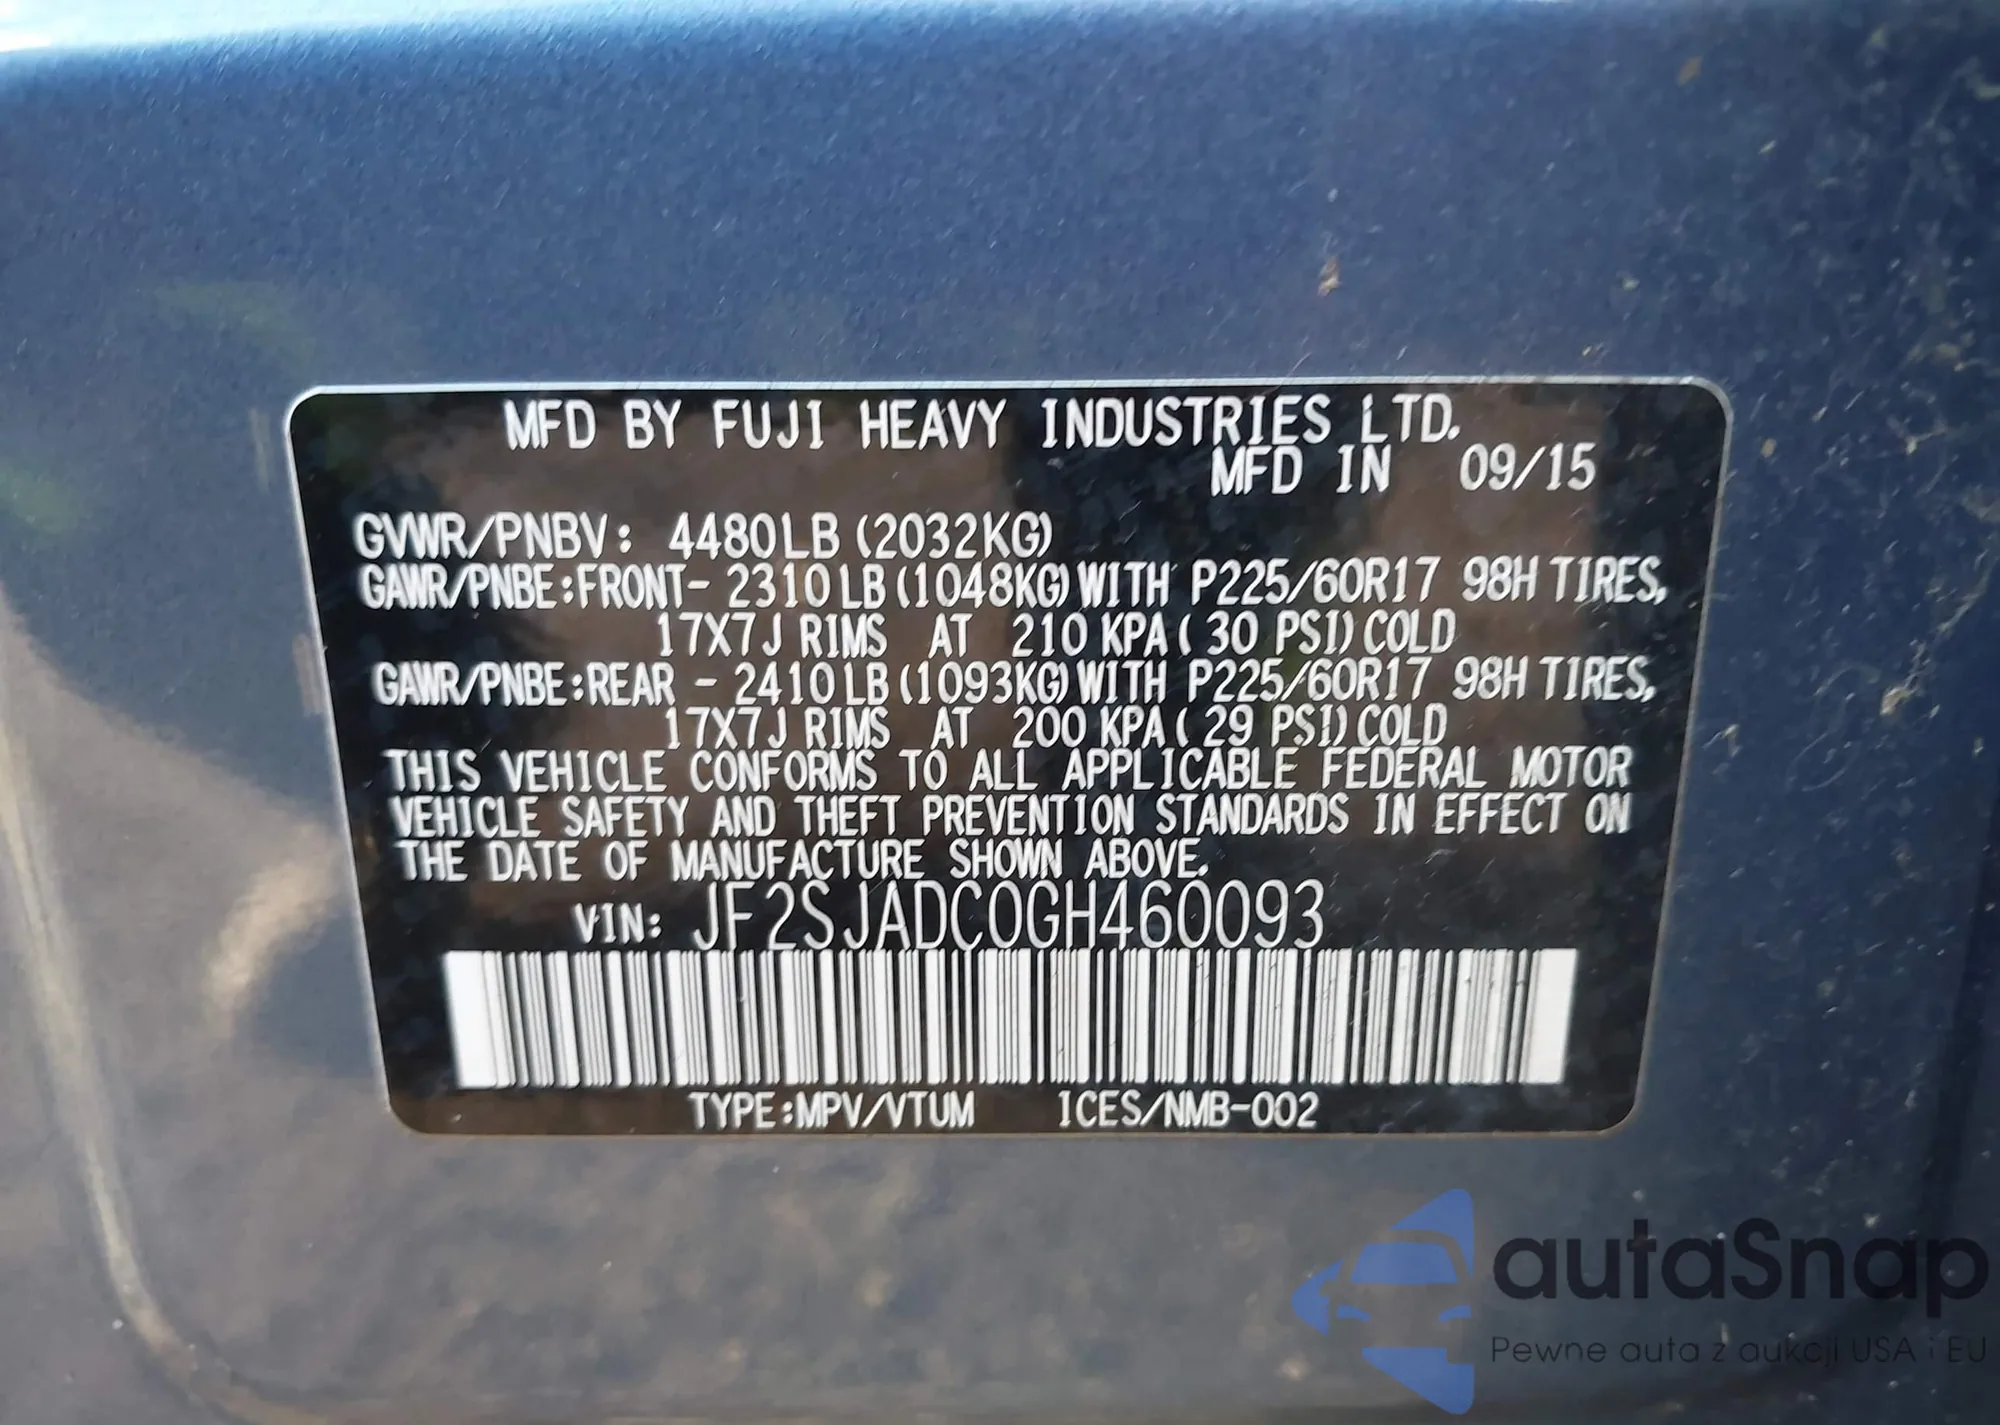 MFD BY FUJI HEAVY INDUSTRIES LTD.
MFD IN 09/15
GVWR/PNBV: 4480LB (2032KG)
GAWR/PNBE:FRONT- 2310LB (1048KG) WITH P225/60R17 98H TIRES,
17X7J RIMS AT 210 KPA ( 30 PSI) COLD
GAWR/PNBE:REAR - 2410LB (1093KG) WITH P225/60R17 98H TIRES,
17X7J RIMS AT 200 KPA ( 29 PSI) COLD
THIS VEHICLE CONFORMS TO ALL APPLICABLE FEDERAL MOTOR
VEHICLE SAFETY AND THEFT PREVENTION STANDARDS IN EFFECT ON
THE DATE OF MANUFACTURE SHOWN ABOVE.
VIN: JF2SJADC0GH460093
TYPE:MPV/VTUM ICES/NMB-002
autaSnap
Pewne auta z aukcji USA i EU